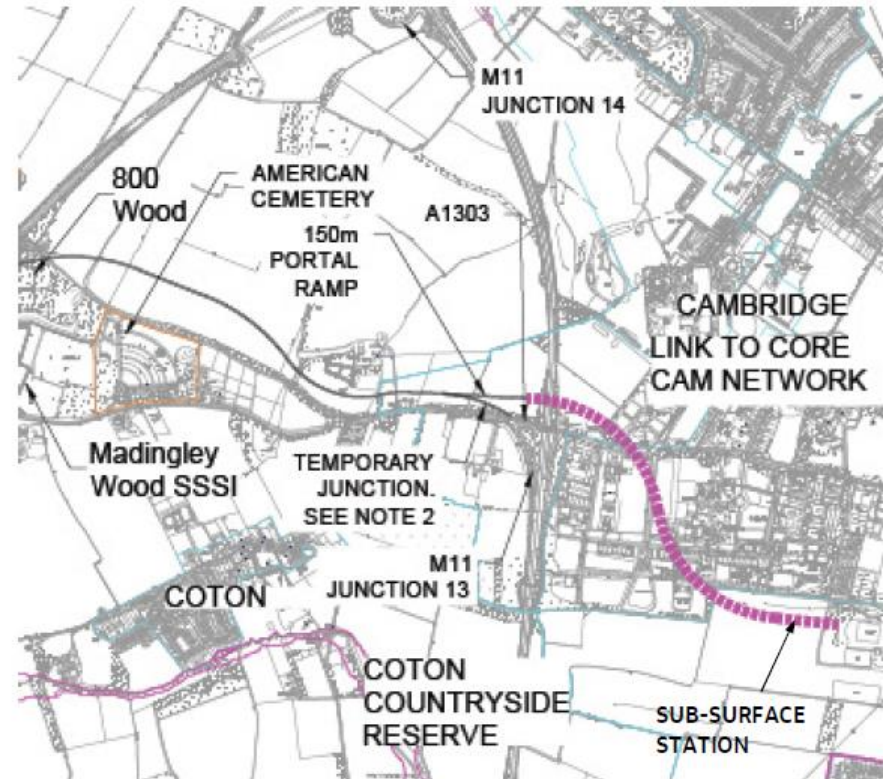 M11
JUNCTION 14
800
Wood
AMERICAN
CEMETERY
A1303
150m
PORTAL
RAMP
CAMBRIDGE
LINK TO CORE
CAM NETWORK
Madingley
Wood SSSI
TEMPORARY
JUNCTION.
SEE NOTE 2
M11
JUNCTION 13
COTON
COTON
COUNTRYSIDE
RESERVE
SUB-SURFACE
STATION